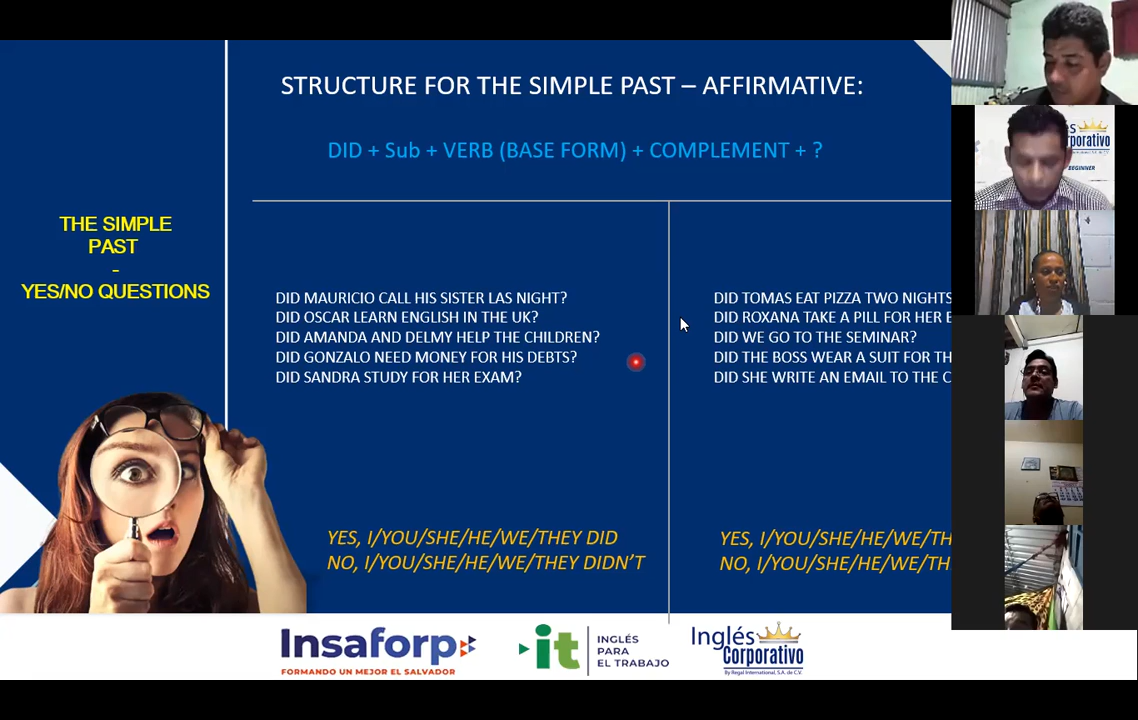 STRUCTURE FOR THE SIMPLE PAST – AFFIRMATIVE:
DID + Sub + VERB (BASE FORM) + COMPLEMENT + ?
THE SIMPLE
PAST
-
YES/NO QUESTIONS
DID MAURICIO CALL HIS SISTER LAS NIGHT?
DID OSCAR LEARN ENGLISH IN THE UK?
DID AMANDA AND DELMY HELP THE CHILDREN?
DID GONZALO NEED MONEY FOR HIS DEBTS?
DID SANDRA STUDY FOR HER EXAM?
YES, I/YOU/SHE/HE/WE/THEY DID
NO, I/YOU/SHE/HE/WE/THEY DIDN'T
DID TOMAS EAT PIZZA TWO NIGHTS
DID ROXANA TAKE A PILL FOR HER
DID WE GO TO THE SEMINAR?
DID THE BOSS WEAR A SUIT FOR
DID SHE WRITE AN EMAIL TO THE
YES, I/YOU/SHE/HE/WE/
NO, I/YOU/SHE/HE/WE/
Insaforp
FORMANDO UN MEJOR EL SALVADOR
it
INGLÉS
PARA
EL TRABAJO
Inglés
Corporativo
By Regal International, S.A. de C.V.
BEGINNER